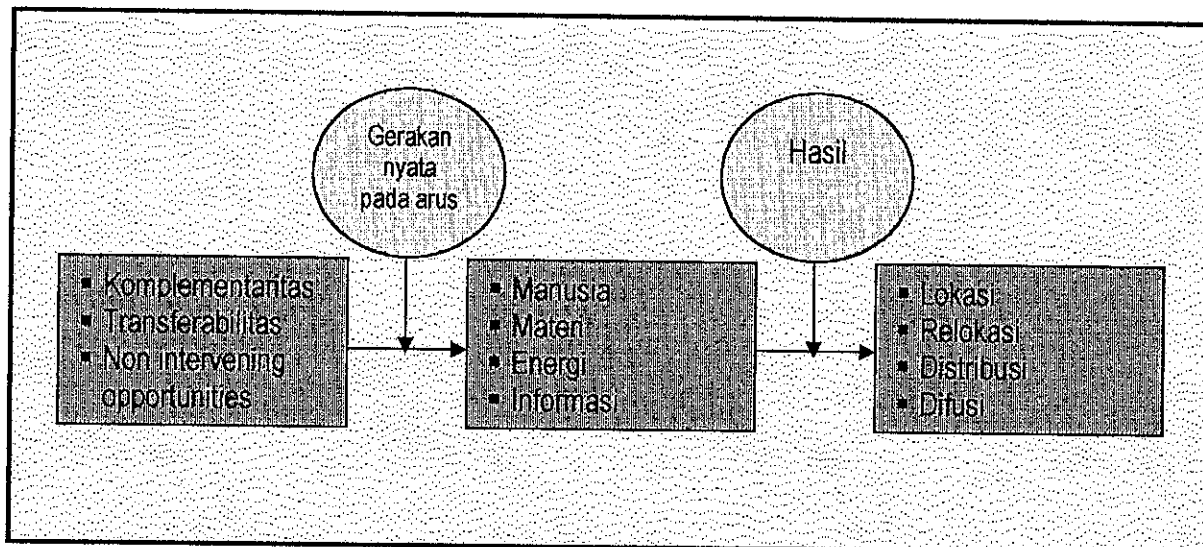 Gerakan
nyata
pada arus
Hasil
▪ Komplementaritas
▪ Transferabilitas
▪ Non intervening
opportunities
▪ Manusia
▪ Materi
▪ Energi
▪ Informasi
▪ Lokasi
▪ Relokasi
▪ Distribusi
▪ Difusi